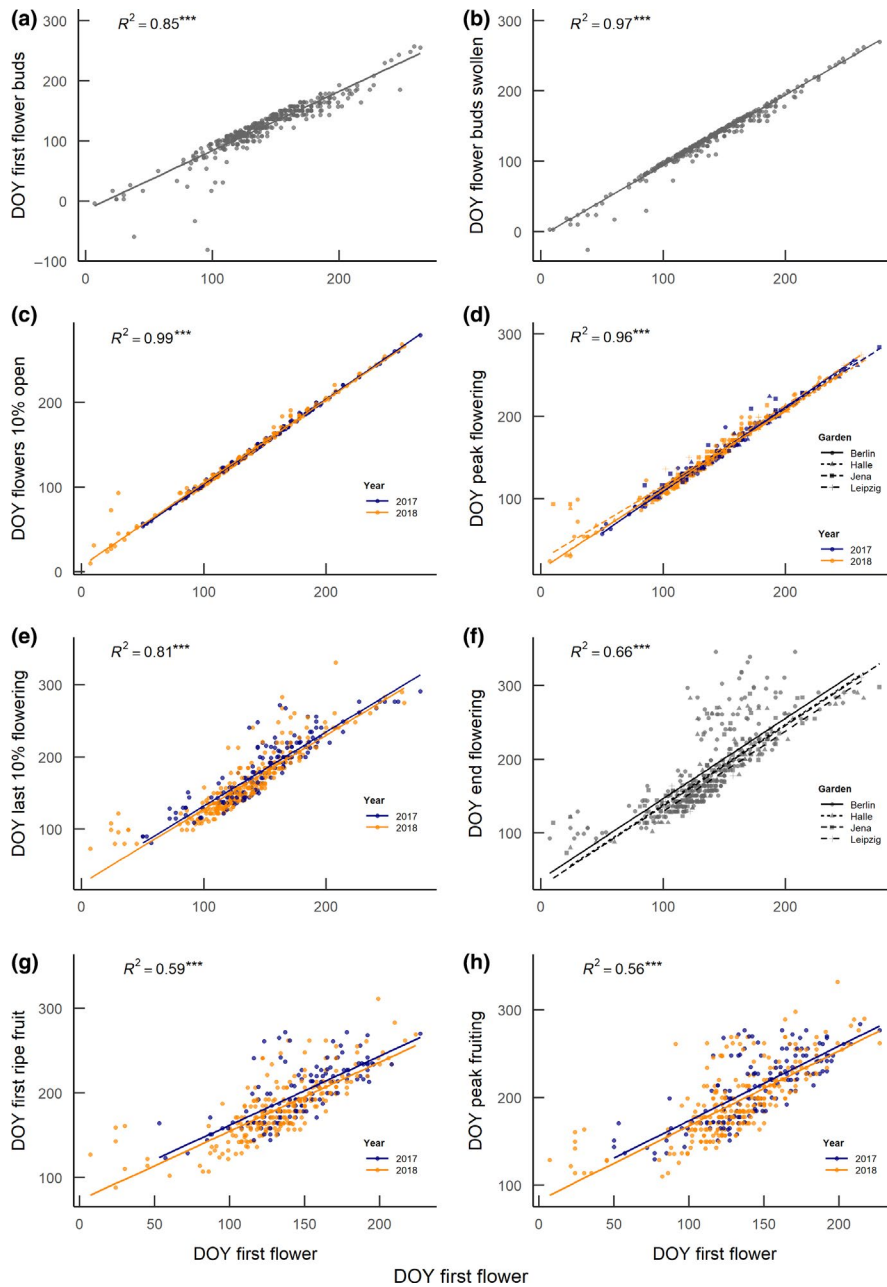 (a)
R² = 0.85***
DOY first flower buds
300
200
100
0
−100
0
100
200
(b)
R² = 0.97***
DOY flower buds swollen
300
200
100
0
0
100
200
(c)
R² = 0.99***
DOY flowers 10% open
200
100
0
0
100
200
Year
2017
2018
(d)
R² = 0.96***
DOY peak flowering
300
200
100
0
100
200
Garden
Berlin
Halle
Jena
Leipzig
Year
2017
2018
(e)
R² = 0.81***
DOY last 10% flowering
300
200
100
0
100
200
Year
2017
2018
(f)
R² = 0.66***
DOY end flowering
300
200
100
0
100
200
Garden
Berlin
Halle
Jena
Leipzig
(g)
R² = 0.59***
DOY first ripe fruit
300
200
100
0
50
100
150
200
Year
2017
2018
DOY first flower
(h)
R² = 0.56***
DOY peak fruiting
300
200
100
0
50
100
150
200
Year
2017
2018
DOY first flower
DOY first flower